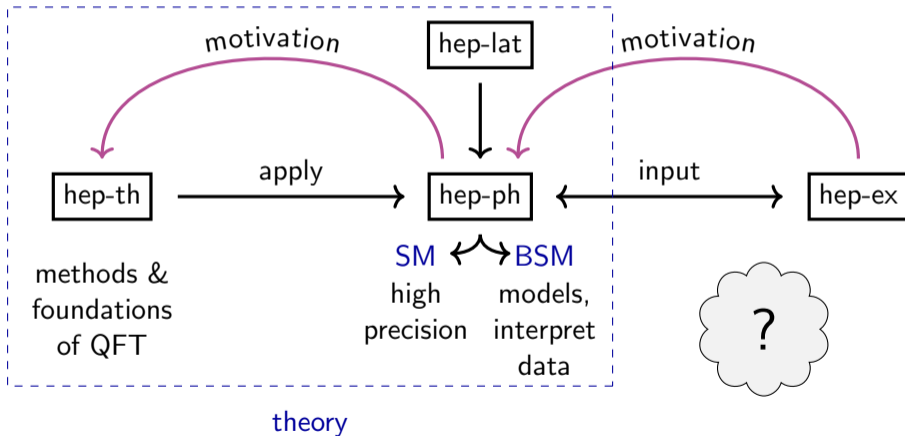 motivation
hep-lat
motivation
hep-th
apply
hep-ph
input
hep-ex
methods &
foundations
of QFT
SM
high
precision
BSM
models,
interpret
data
?
theory